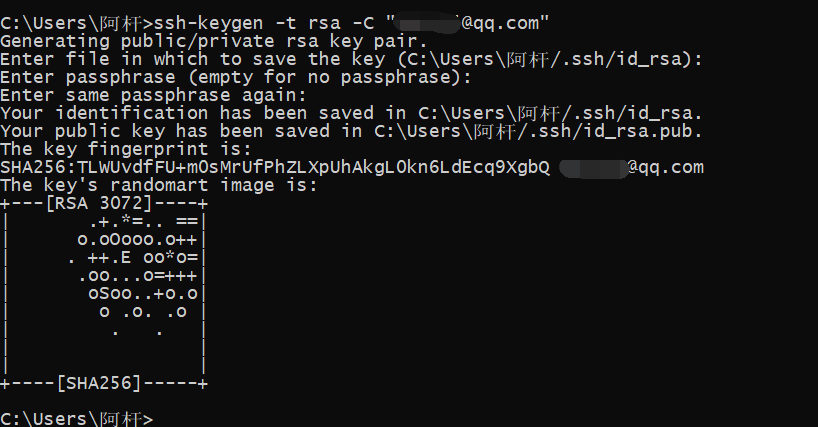 C:\Users\阿杆>ssh-keygen -t rsa -C "@qq.com"
Generating public/private rsa key pair.
Enter file in which to save the key (C:\Users\阿杆/.ssh/id_rsa):
Enter passphrase (empty for no passphrase):
Enter same passphrase again:
Your identification has been saved in C:\Users\阿杆/.ssh/id_rsa.
Your public key has been saved in C:\Users\阿杆/.ssh/id_rsa.pub.
The key fingerprint is:
SHA256:TLWUvdfFU+mOsMrUfPhZLXpUhAkgL0kn6LdEcq9XgbQ @qq.com
The key's randomart image is:
+---[RSA 3072]----+
|       .+.*=.. ==|
|      o.oOooo.o++|
|     . ++.E oo*o=|
|      .oo...o=+++|
|       oSoo..+o.o|
|        o .o. .o |
|         .   .   |
|                 |
|                 |
+----[SHA256]-----+
C:\Users\阿杆>